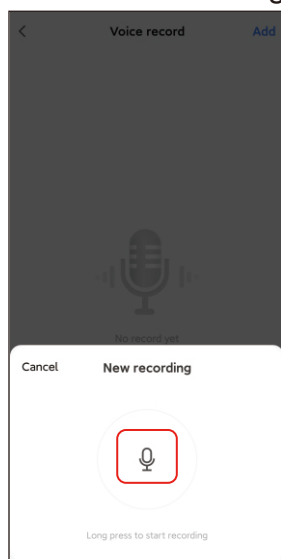 Voice record Add
No record yet
Cancel New recording
Long press to start recording